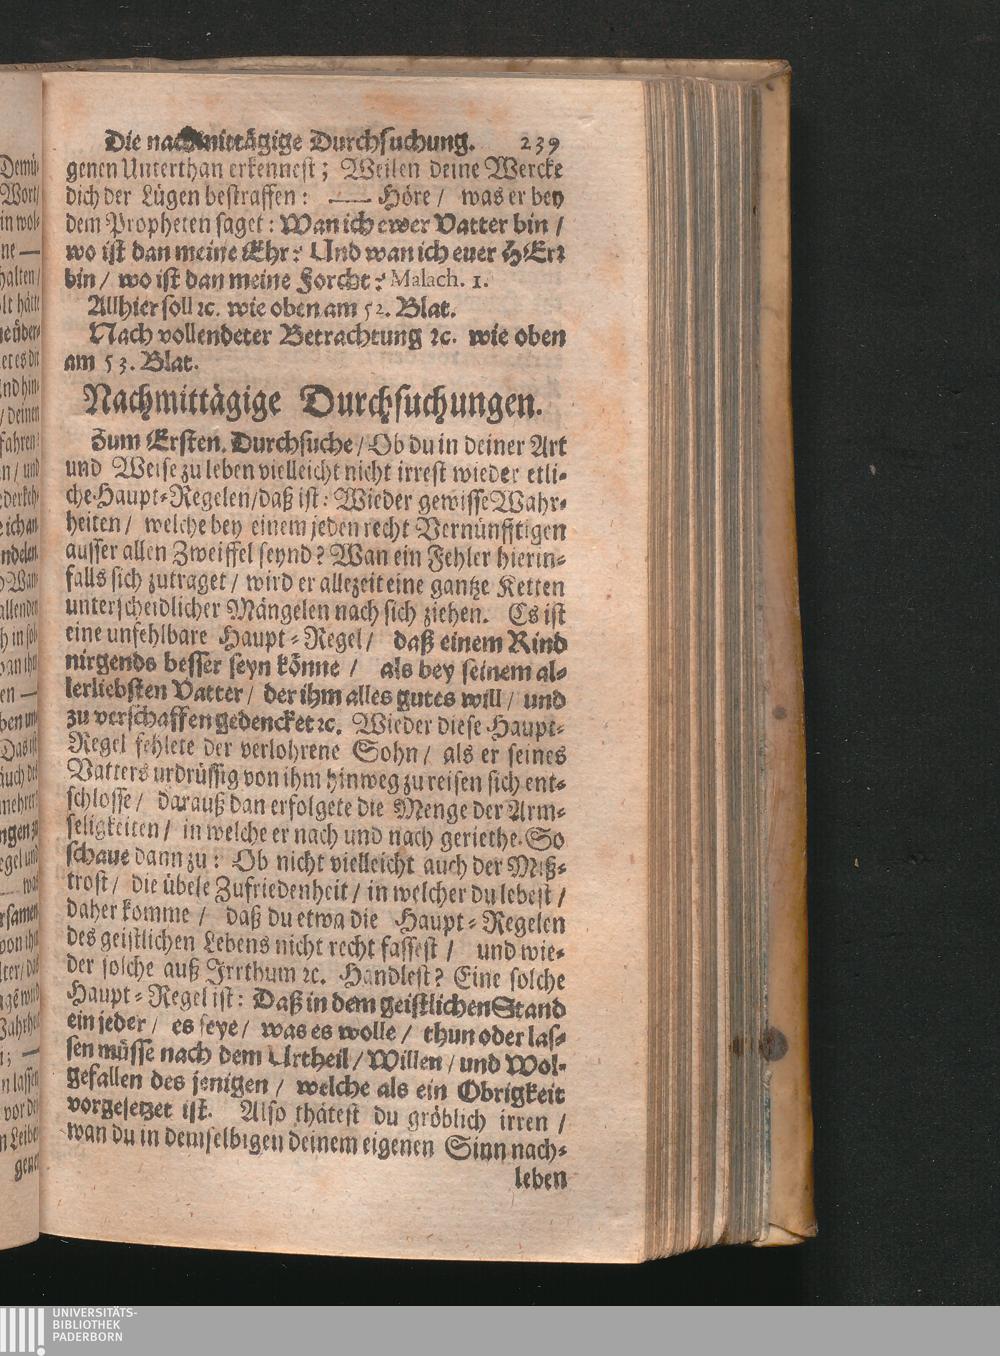 Die nachmittägige Durchsuchung. 239
genen Unterthan erkennest; Weilen deine Wercke
dich der Lügen bestraffen: —— Höre / was er bey
dem Propheten saget: Wan ich ewer Vatter bin /
wo ist dan meine Ehr: Und wan ich euer HErr
bin / wo ist dan meine Forcht: Malach. 1.
Allhier soll ꝛc. wie oben am 52. Blat.
Nach vollendeter Betrachtung ꝛc. wie oben
am 53. Blat.
Nachmittägige Durchsuchungen.
Zum Ersten. Durchsuche / Ob du in deiner Art
und Weise zu leben vielleicht nicht irrest wieder etli-
che Haupt-Regelen / daß ist: Wieder gewisse Wahr-
heiten / welche bey einem jeden recht Vernünfftigen
ausser allen Zweiffel seynd? Wan ein Fehler hierin-
falls sich zutraget / wird er allezeit eine gantze Ketten
unterscheidlicher Mängelen nach sich ziehen. Es ist
eine unfehlbare Haupt-Regel / daß einem Kind
nirgends besser seyn könne / als bey seinem al-
lerliebsten Vatter / der ihm alles gutes will / und
zu verschaffen gedencket ꝛc. Wieder diese Haupt-
Regel fehlete der verlohrene Sohn / als er seines
Vatters urdrüssig von ihm hinweg zu reisen sich ent-
schlosse / darauß dan erfolgete die Menge der Arm-
seligkeiten / in welche er nach und nach geriethe. So
schaue dann zu: Ob nicht vielleicht auch der Miß-
trost / die übele Zufriedenheit / in welcher du lebest /
daher komme / daß du etwa die Haupt-Regelen
des geistlichen Lebens nicht recht fassest / und wie-
der solche auß Irrthum ꝛc. Handlest? Eine solche
Haupt-Regel ist: Daß in dem geistlichen Stand
ein jeder / es seye / was es wolle / thun oder las-
sen müsse nach dem Urtheil / Willen / und Wol-
gefallen des jenigen / welche als ein Obrigkeit
vorgesetzet ist. Also thätest du gröblich irren /
wan du in demselbigen deinem eigenen Sinn nach-
leben
UNIVERSITÄTS-
BIBLIOTHEK
PADERBORN